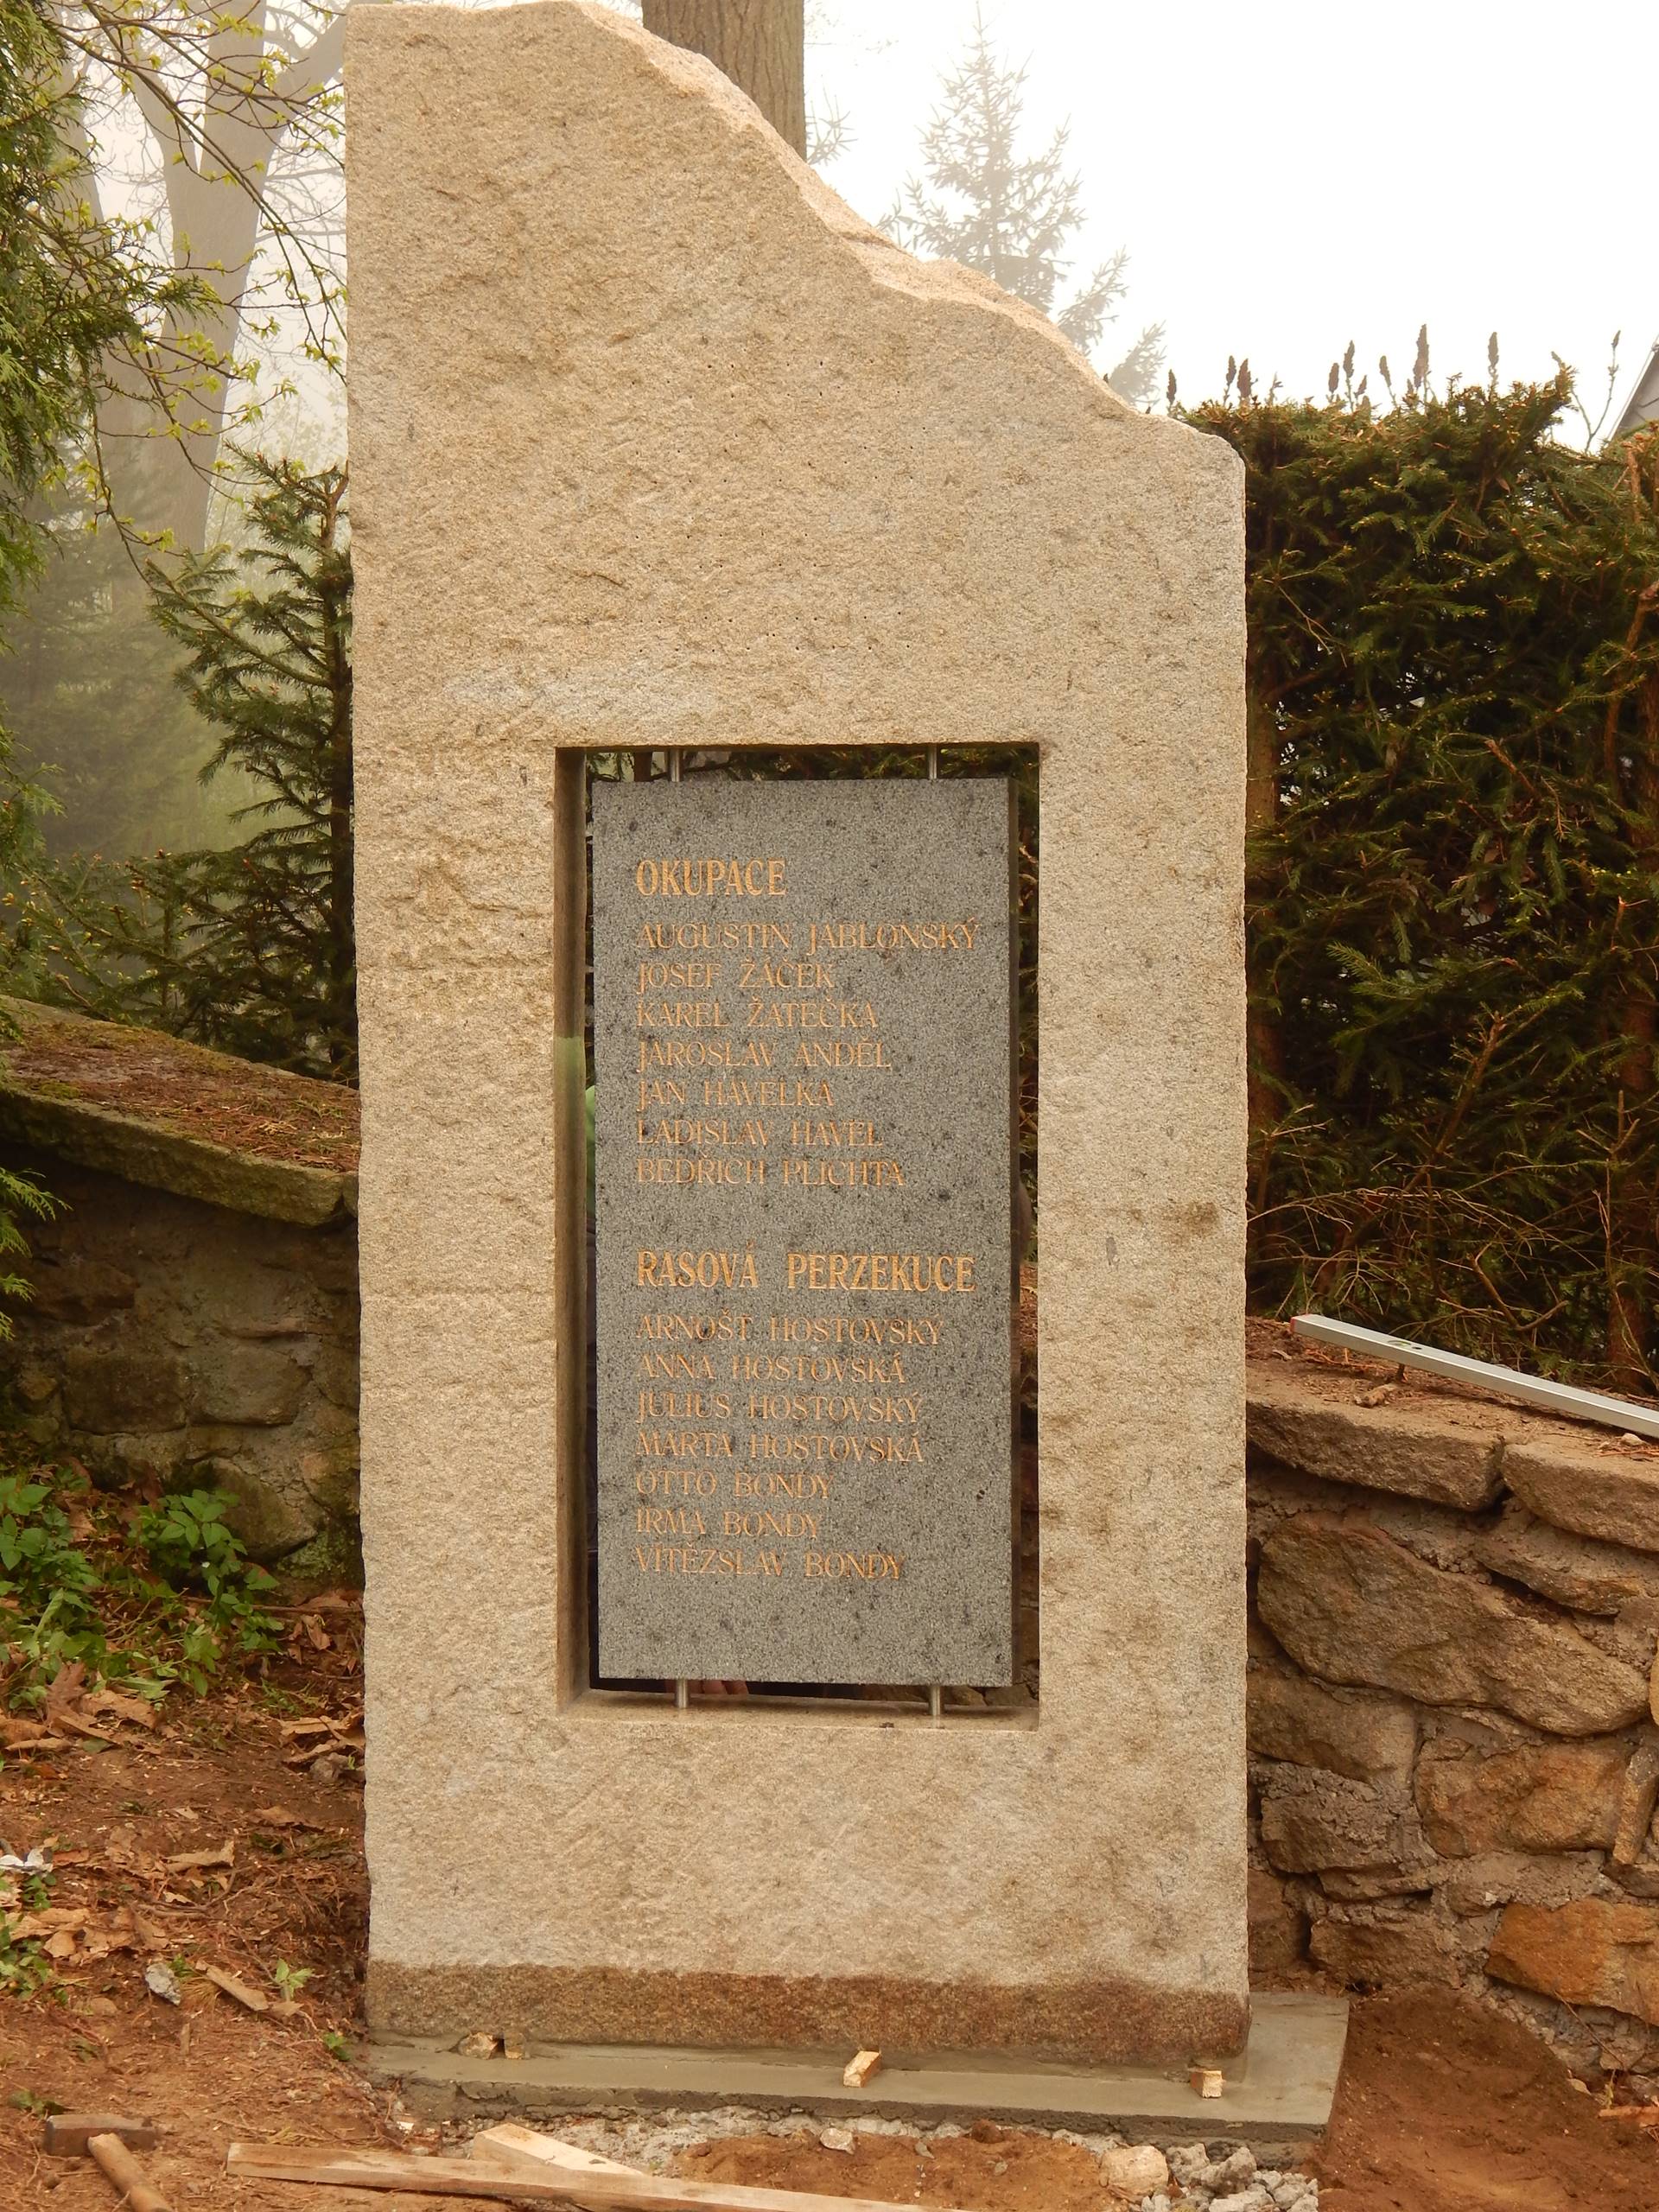 OKUPACE
AUGUSTIN JABLONSKÝ
JOSEF ŽÁČEK
KAREL ŽATEČKA
JAROSLAV ANDĚL
JAN HAVELKA
LADISLAV HAVEL
BEDŘICH PLICHTA
RASOVÁ PERZEKUCE
ARNOŠT HOSTOVSKÝ
ANNA HOSTOVSKÁ
JULIUS HOSTOVSKÝ
MARTA HOSTOVSKÁ
OTTO BONDY
IRMA BONDY
VÍTĚZSLAV BONDY